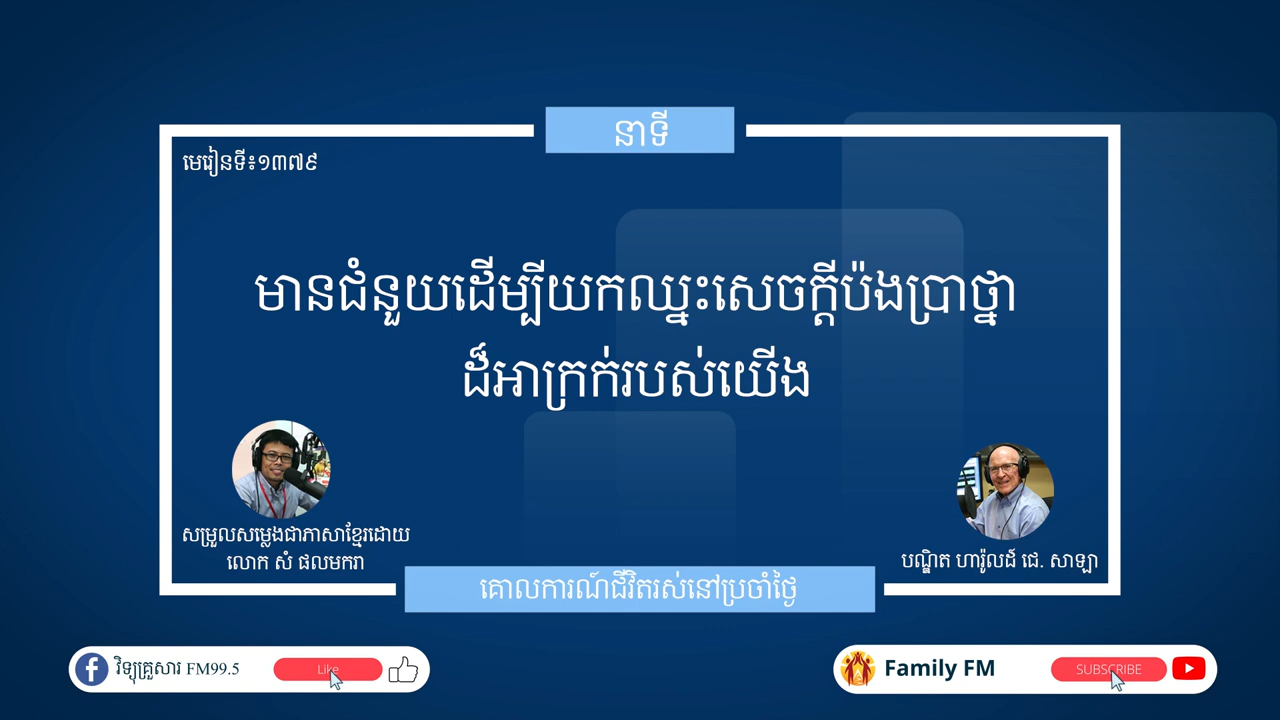 នាទី
មេរៀនទី៖១៣៧៩
មានជំនួយដើម្បីយកឈ្នះសេចក្ដីប៉ងប្រាថ្នា
ដ៏អាក្រក់របស់យើង
សម្រួលសម្លេងជាភាសាខ្មែរដោយ
លោក សំ ផលមករា
បណ្ឌិត ហារ៉ូលដ៍ ជេ. សាឡា
គោលការណ៍ជីវិតរស់នៅប្រចាំថ្ងៃ
វិទ្យុគ្រួសារ FM99.5
Like
Family FM
SUBSCRIBE